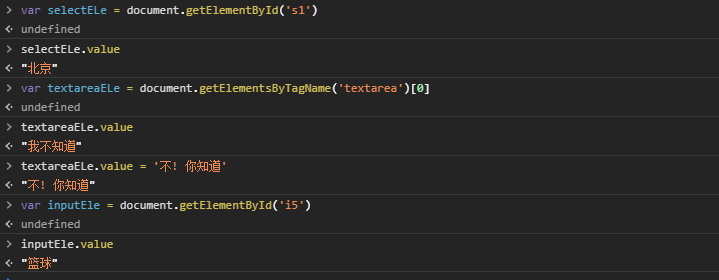 > var selectELe = document.getElementById('s1')
< undefined
> selectELe.value
< "北京"
> var textareaELe = document.getElementsByTagName('textarea')[0]
< undefined
> textareaELe.value
< "我不知道"
> textareaELe.value = '不! 你知道'
< "不! 你知道"
> var inputEle = document.getElementById('i5')
< undefined
> inputEle.value
< "篮球"